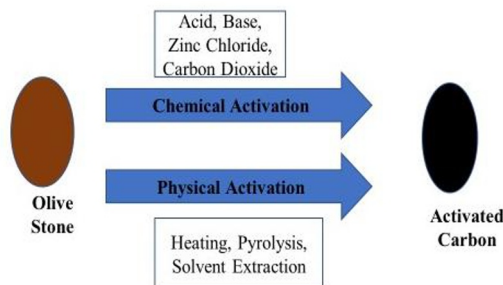 Acid, Base,
Zinc Chloride,
Carbon Dioxide
Chemical Activation
Olive
Stone
Physical Activation
Activated
Carbon
Heating, Pyrolysis,
Solvent Extraction